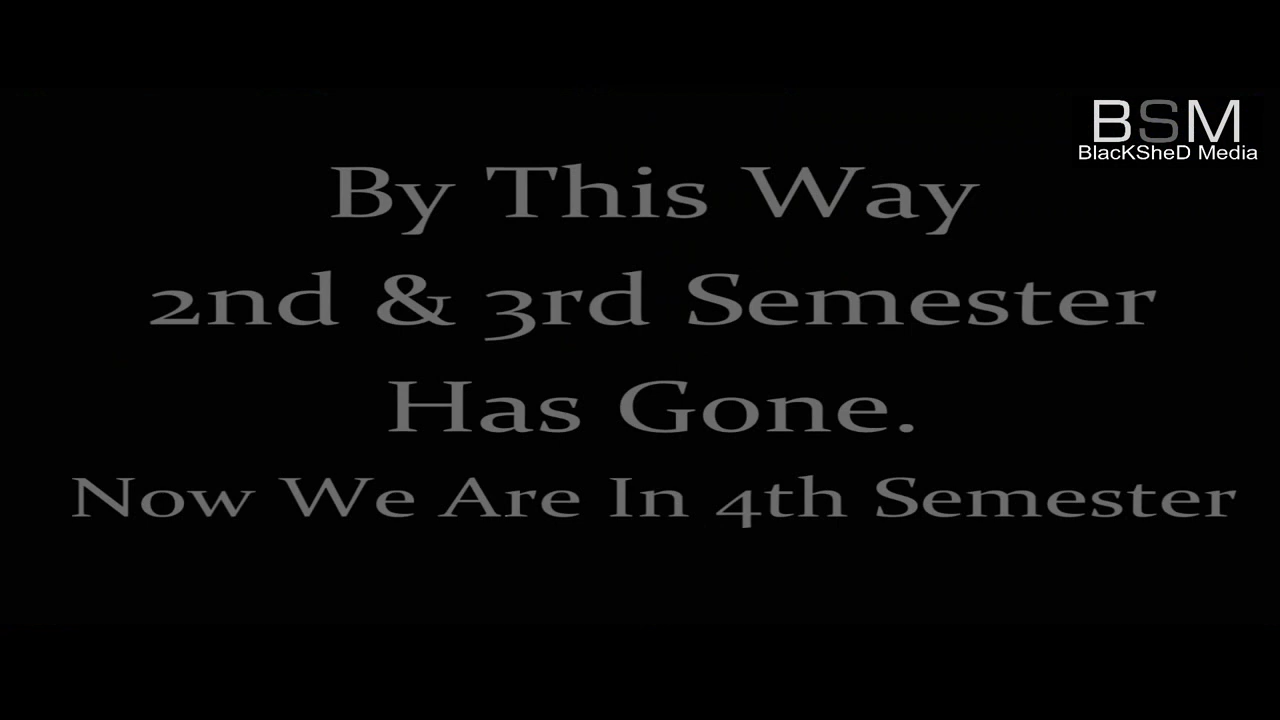 BSM
BlacKSheD Media
By This Way
2nd & 3rd Semester
Has Gone.
Now We Are In 4th Semester